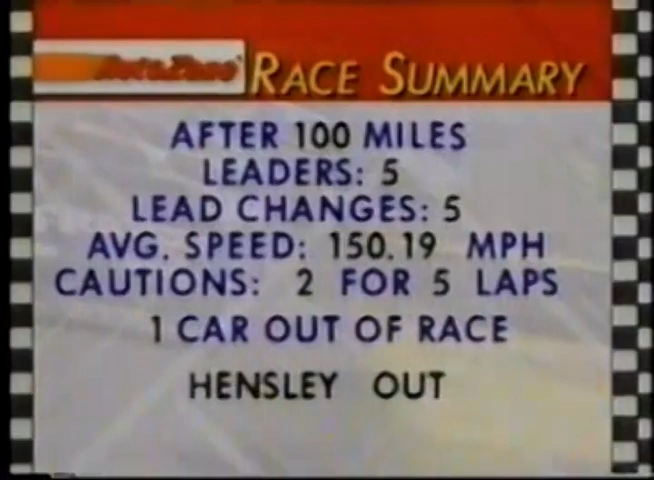 AutoZone
RACE SUMMARY
AFTER 100 MILES
LEADERS: 5
LEAD CHANGES: 5
AVG. SPEED: 150.19 MPH
CAUTIONS: 2 FOR 5 LAPS
1 CAR OUT OF RACE
HENSLEY OUT